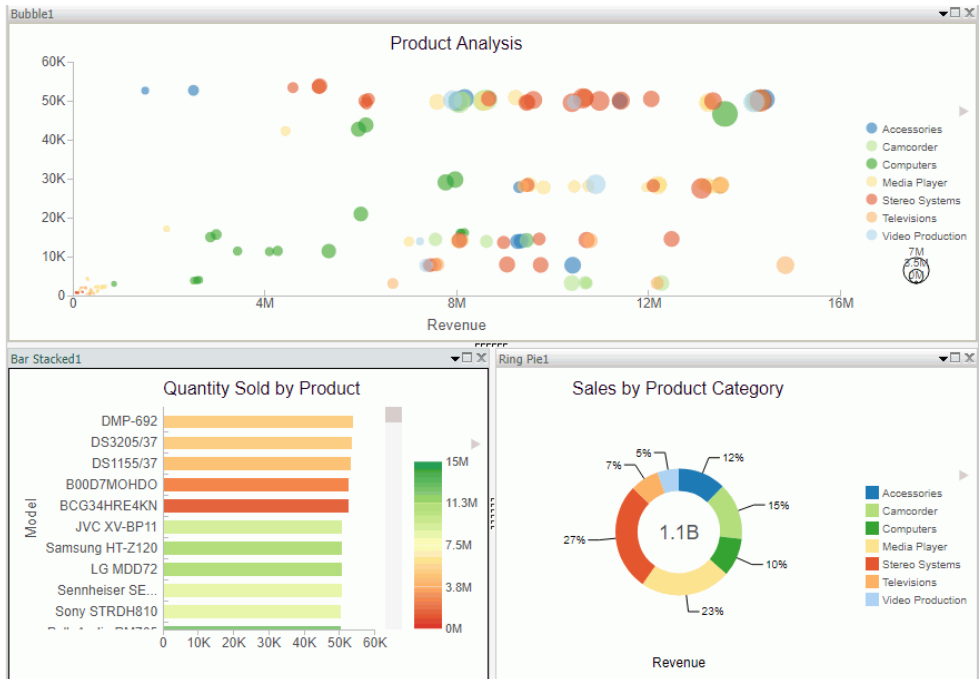 Bubble1
Product Analysis
60K
50K
40K
30K
20K
10K
0
0
4M
8M
12M
16M
Revenue
Accessories
Camcorder
Computers
Media Player
Stereo Systems
Televisions
Video Production
7M
3.5M
0M
Bar Stacked1
Quantity Sold by Product
Model
DMP-692
DS3205/37
DS1155/37
B00D7MOHDO
BCG34HRE4KN
JVC XV-BP11
Samsung HT-Z120
LG MDD72
Sennheiser SE...
Sony STRDH810
0
10K
20K
30K
40K
50K
60K
15M
11.3M
7.5M
3.8M
0M
Ring Pie1
Sales by Product Category
5%
12%
7%
15%
27%
1.1B
10%
23%
Revenue
Accessories
Camcorder
Computers
Media Player
Stereo Systems
Televisions
Video Production